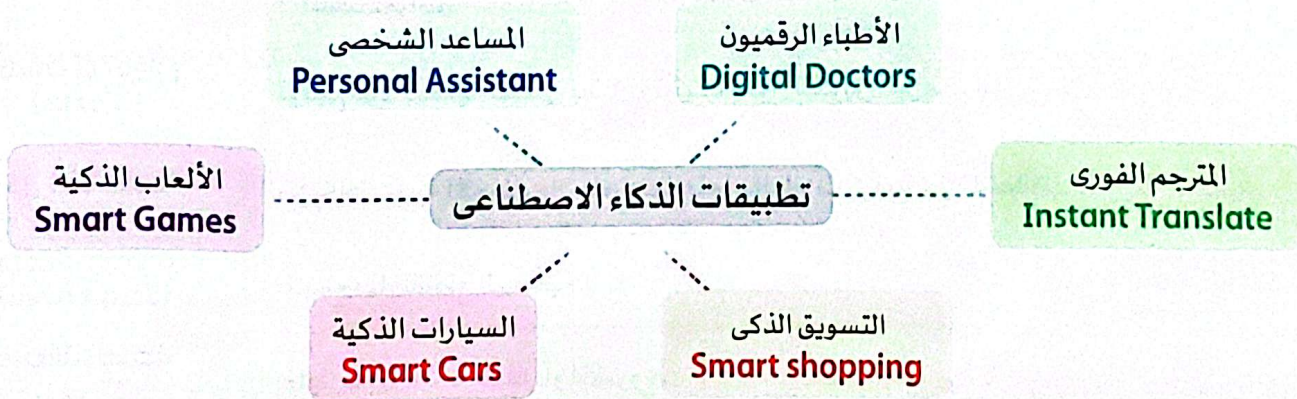 الأطباء الرقميون
Digital Doctors
المساعد الشخصى
Personal Assistant
المترجم الفورى
Instant Translate
تطبيقات الذكاء الاصطناعى
الألعاب الذكية
Smart Games
التسويق الذكى
Smart shopping
السيارات الذكية
Smart Cars